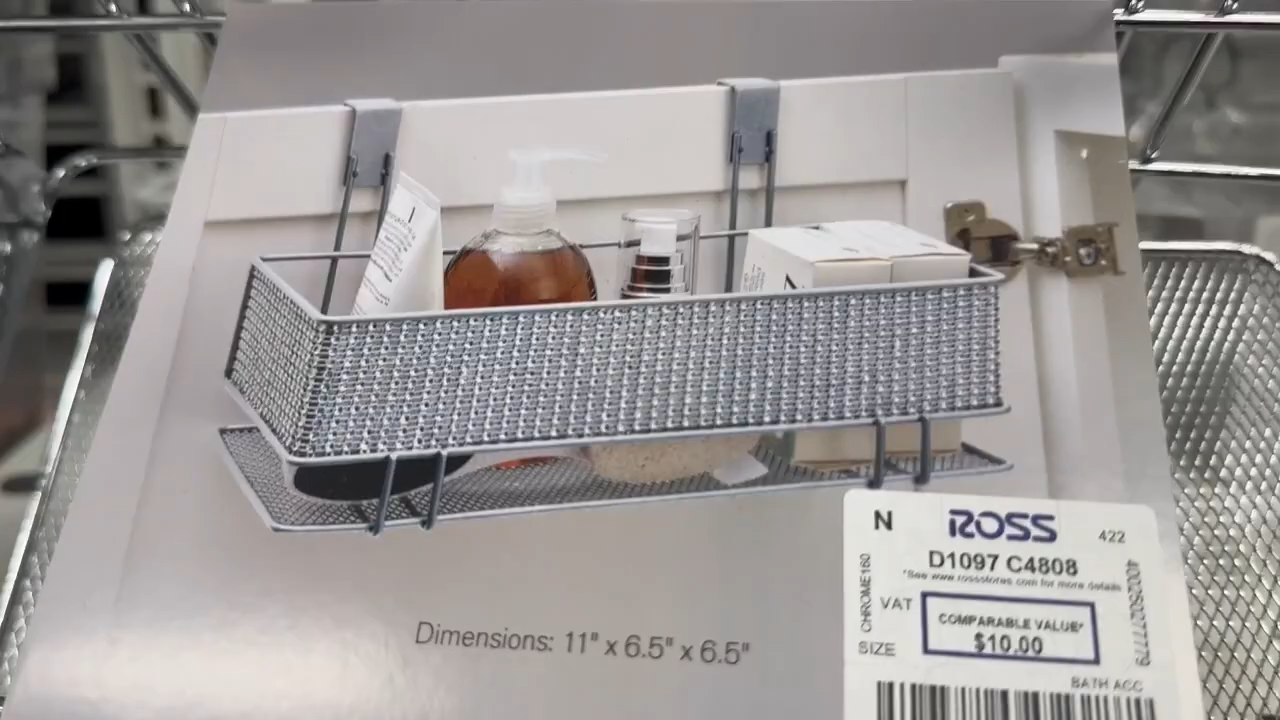 Dimensions: 11" x 6.5" x 6.5"
N
ROSS
422
D1097 C4808
*See www.rossstores.com for more details
CHROME160
VAT
SIZE
COMPARABLE VALUE*
$10.00
400250277779
BATH ACC